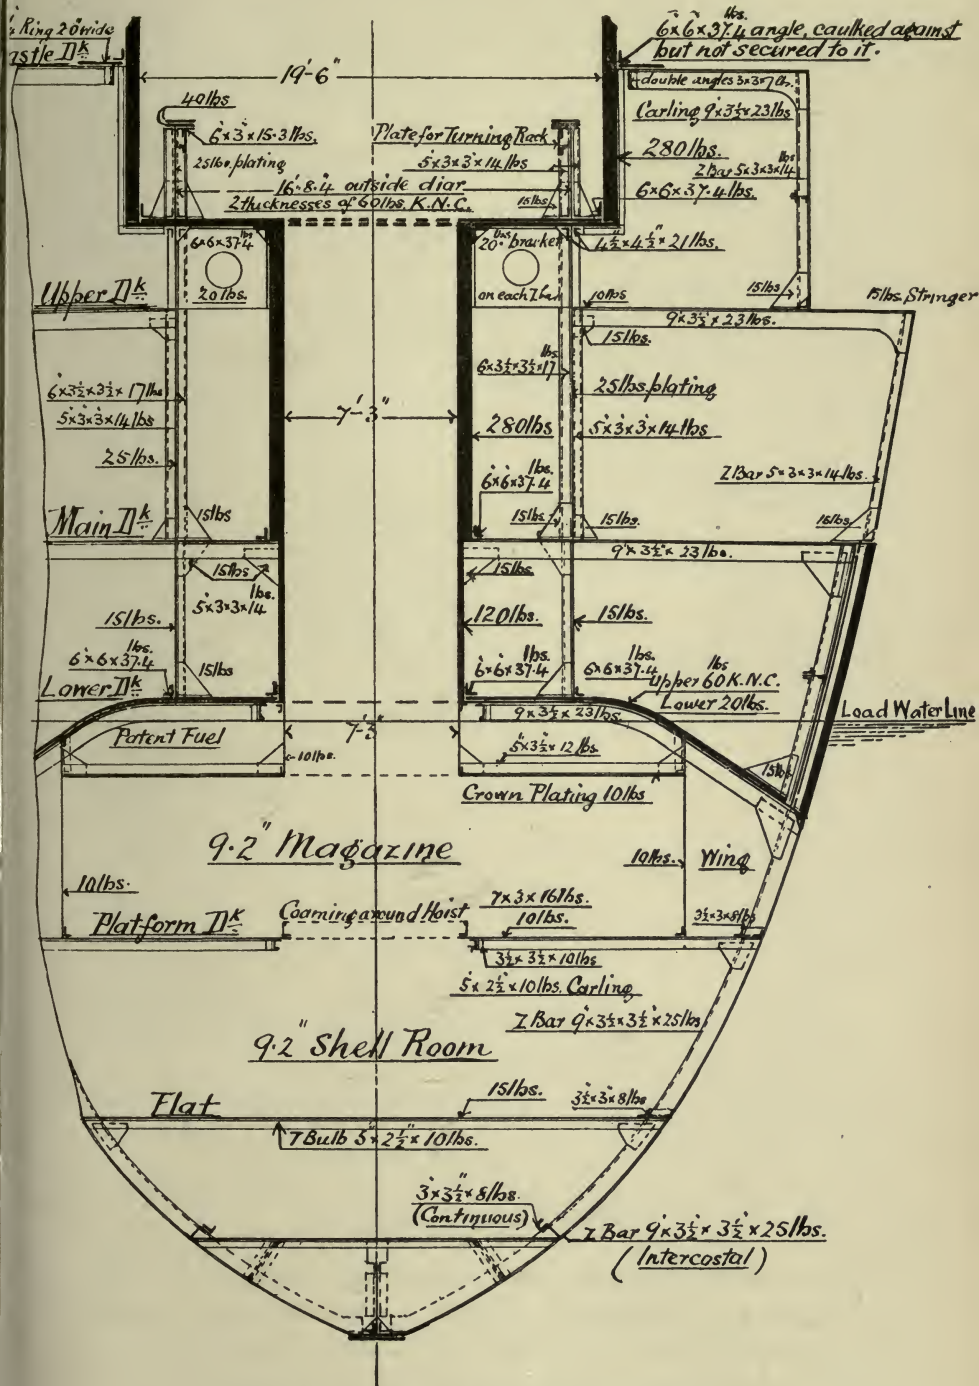 Ring 20" wide
astle Dk
6" × 6" × 37.4 lbs. angle, caulked against
but not secured to it.
19'-6"
double angles 3×3×7 lbs.
40 lbs
Carling 9" × 3½" × 23 lbs
6" × 3" × 15.3 lbs.
Plate for Turning Rack
25 lbs. plating
5" × 3" × 3" × 14 lbs
280 lbs.
Z Bar 5 × 3 × 3 × 14 lbs
16'-8.4 outside diar
2 thicknesses of 60 lbs. K.N.C.
15 lbs
6 × 6 × 37.4 lbs.
6×6×37.4
20 lbs. bracket
4½" × 4½" × 21 lbs.
Upper Dk
20 lbs.
on each Z bar
10 lbs
15 lbs
15 lbs. Stringer
9" × 3½" × 23 lbs.
15 lbs.
6" × 3½" × 3½" × 17 lbs
6 × 3½ × 3½ × 17 lbs.
25 lbs. plating
5" × 3" × 3" × 14 lbs
7'-3"
280 lbs
5" × 3" × 3" × 14 lbs
25 lbs.
6" × 6" × 37.4 lbs.
Z Bar 5" × 3" × 3" × 14 lbs.
Main Dk
15 lbs
15 lbs.
15 lbs.
15 lbs.
9" × 3½" × 23 lbs.
15 lbs
15 lbs.
5" × 3" × 3" × 14 lbs.
15 lbs.
120 lbs.
15 lbs.
6" × 6" × 37.4 lbs.
15 lbs
6" × 6" × 37.4 lbs.
6" × 6" × 37.4 lbs.
Upper 60 lbs K.N.C.
Lower Dk
Lower 20 lbs.
9" × 3½" × 23 lbs.
Load Water Line
Patent Fuel
7'-3"
10 lbs.
5" × 3½" × 12 lbs.
15 lbs
Crown Plating 10 lbs
9.2" Magazine
10 lbs.
Wing
10 lbs.
7 × 3 × 16 lbs.
Platform Dk
Coaming around Hoist
10 lbs.
3½ × 3 × 8 lbs
3½ × 3½ × 10 lbs
5" × 2½" × 10 lbs. Carling
Z Bar 9" × 3½" × 3½" × 25 lbs
9.2" Shell Room
Flat
15 lbs.
3½" × 3" × 8 lbs
T Bulb 5" × 2½" × 10 lbs.
3" × 3½" × 8 lbs.
(Continuous)
Z Bar 9" × 3½" × 3½" × 25 lbs.
(Intercostal)